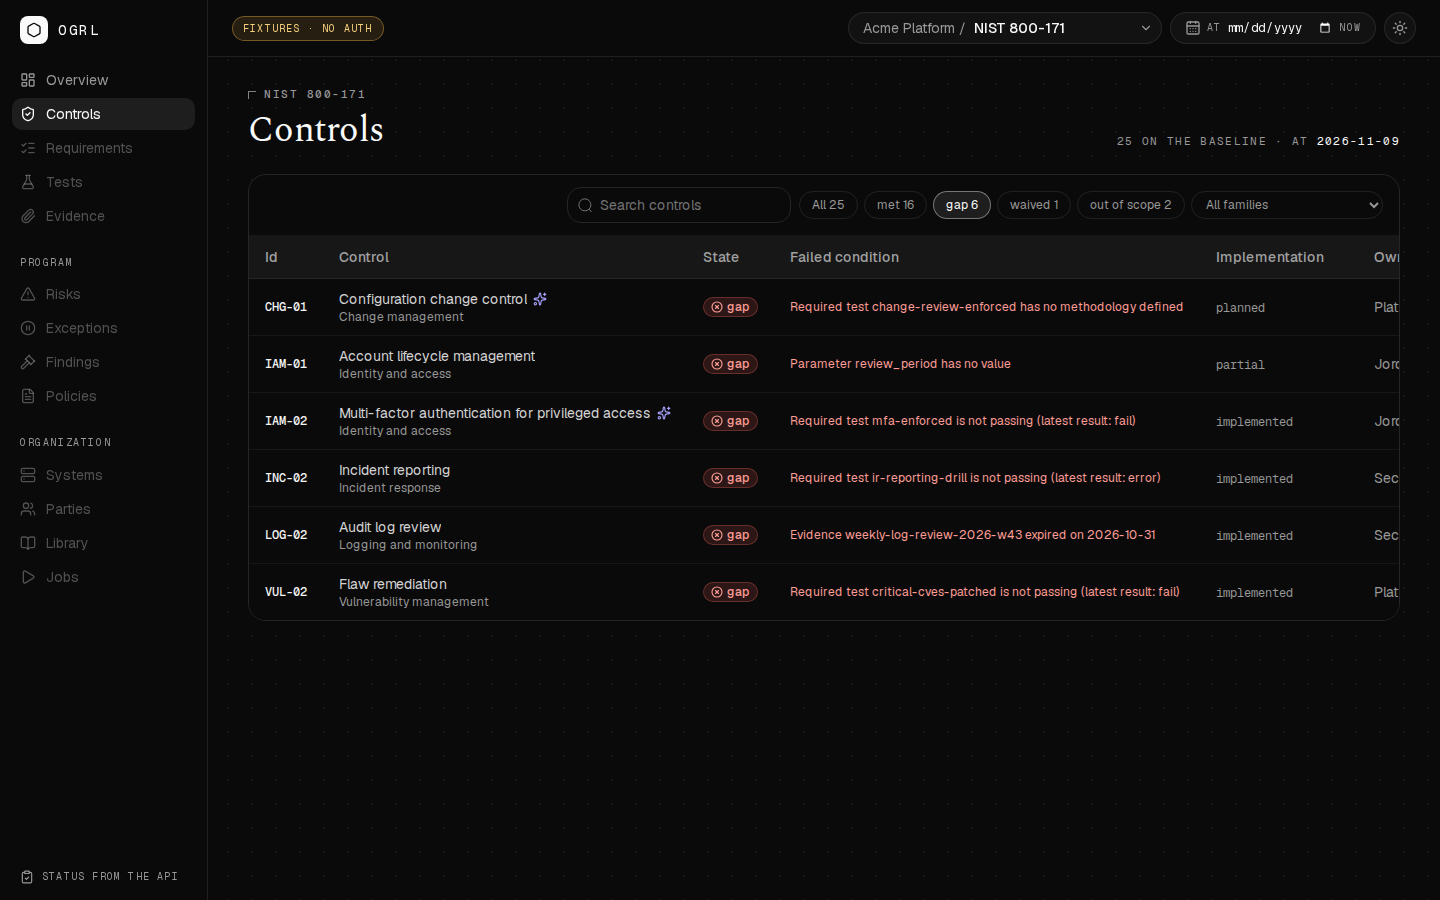 OGRL
FIXTURES · NO AUTH
Acme Platform / NIST 800-171
AT mm/dd/yyyy NOW
Overview
Controls
Requirements
Tests
Evidence
PROGRAM
Risks
Exceptions
Findings
Policies
ORGANIZATION
Systems
Parties
Library
Jobs
STATUS FROM THE API
NIST 800-171
Controls
25 ON THE BASELINE · AT 2026-11-09
Search controls
All 25
met 16
gap 6
waived 1
out of scope 2
All families
Id Control State Failed condition Implementation Own
CHG-01 Configuration change control gap Required test change-review-enforced has no methodology defined planned Plat
Change management
IAM-01 Account lifecycle management gap Parameter review_period has no value partial Jord
Identity and access
IAM-02 Multi-factor authentication for privileged access gap Required test mfa-enforced is not passing (latest result: fail) implemented Jord
Identity and access
INC-02 Incident reporting gap Required test ir-reporting-drill is not passing (latest result: error) implemented Sec
Incident response
LOG-02 Audit log review gap Evidence weekly-log-review-2026-w43 expired on 2026-10-31 implemented Sec
Logging and monitoring
VUL-02 Flaw remediation gap Required test critical-cves-patched is not passing (latest result: fail) implemented Plat
Vulnerability management